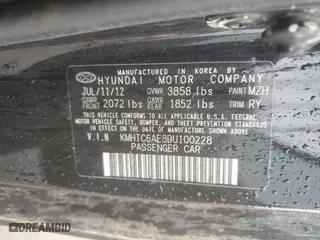 MANUFACTURED IN KOREA BY
HYUNDAI MOTOR COMPANY
JUL/11/12 GVWR 3858 lbs PAINT MZH
GAWR FRONT 2072 lbs GAWR REAR 1852 lbs TRIM RY
THIS VEHICLE CONFORMS TO ALL APPLICABLE U.S.A. FEDERAL
MOTOR VEHICLE SAFETY, BUMPER, AND THEFT PREVENTION
STANDARDS IN EFFECT ON THE DATE OF MANUFACTURE SHOWN ABOVE.
V.I.N KMHTC6AE8DU100228
PASSENGER CAR